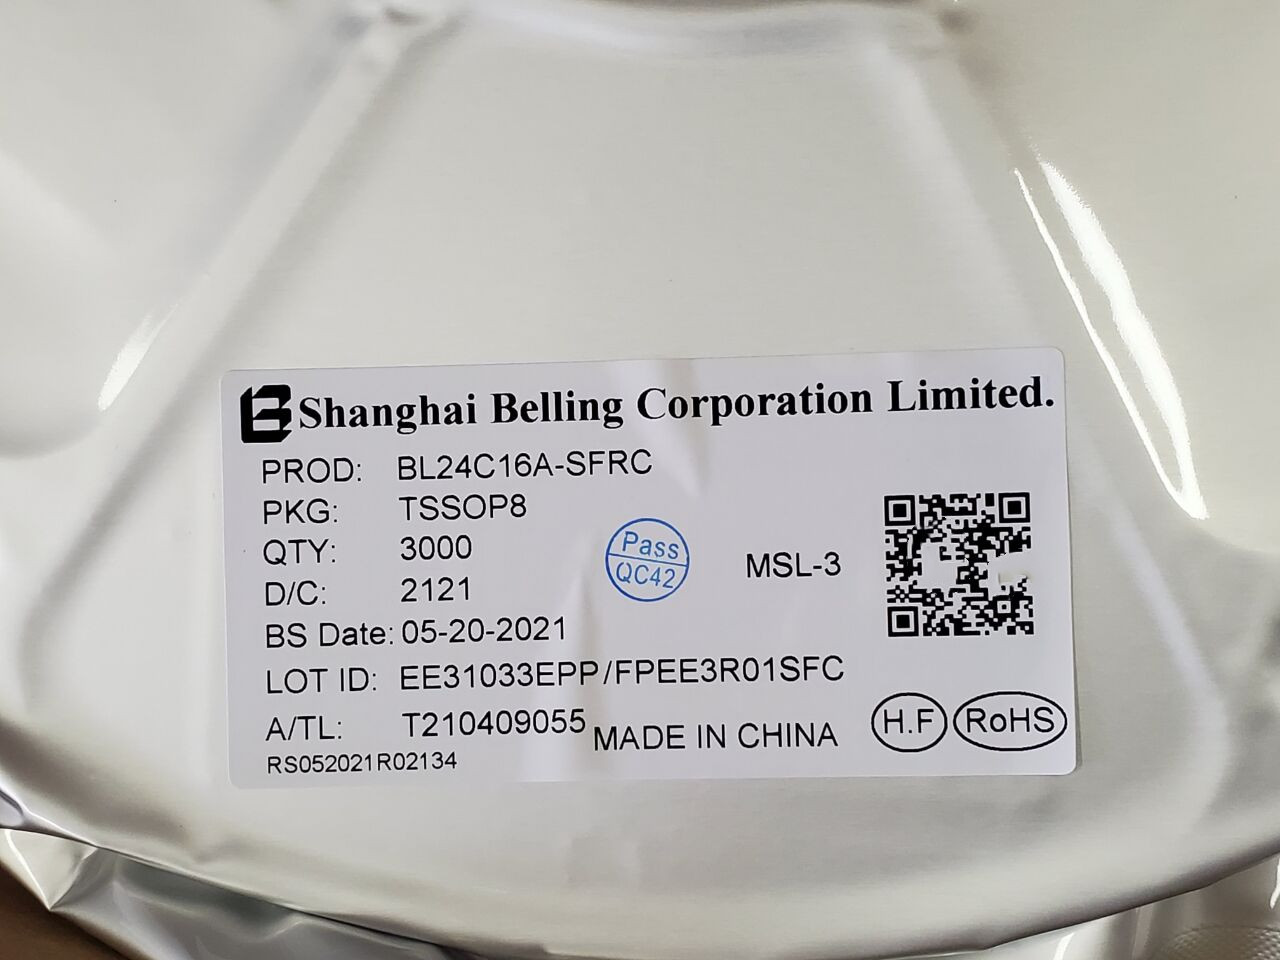 Shanghai Belling Corporation Limited.
PROD: BL24C16A-SFRC
PKG: TSSOP8
QTY: 3000
D/C: 2121
BS Date: 05-20-2021
LOT ID: EE31033EPP/FPEE3R01SFC
A/TL: T210409055
RS052021R02134
Pass
QC42
MSL-3
MADE IN CHINA
H.F
RoHS